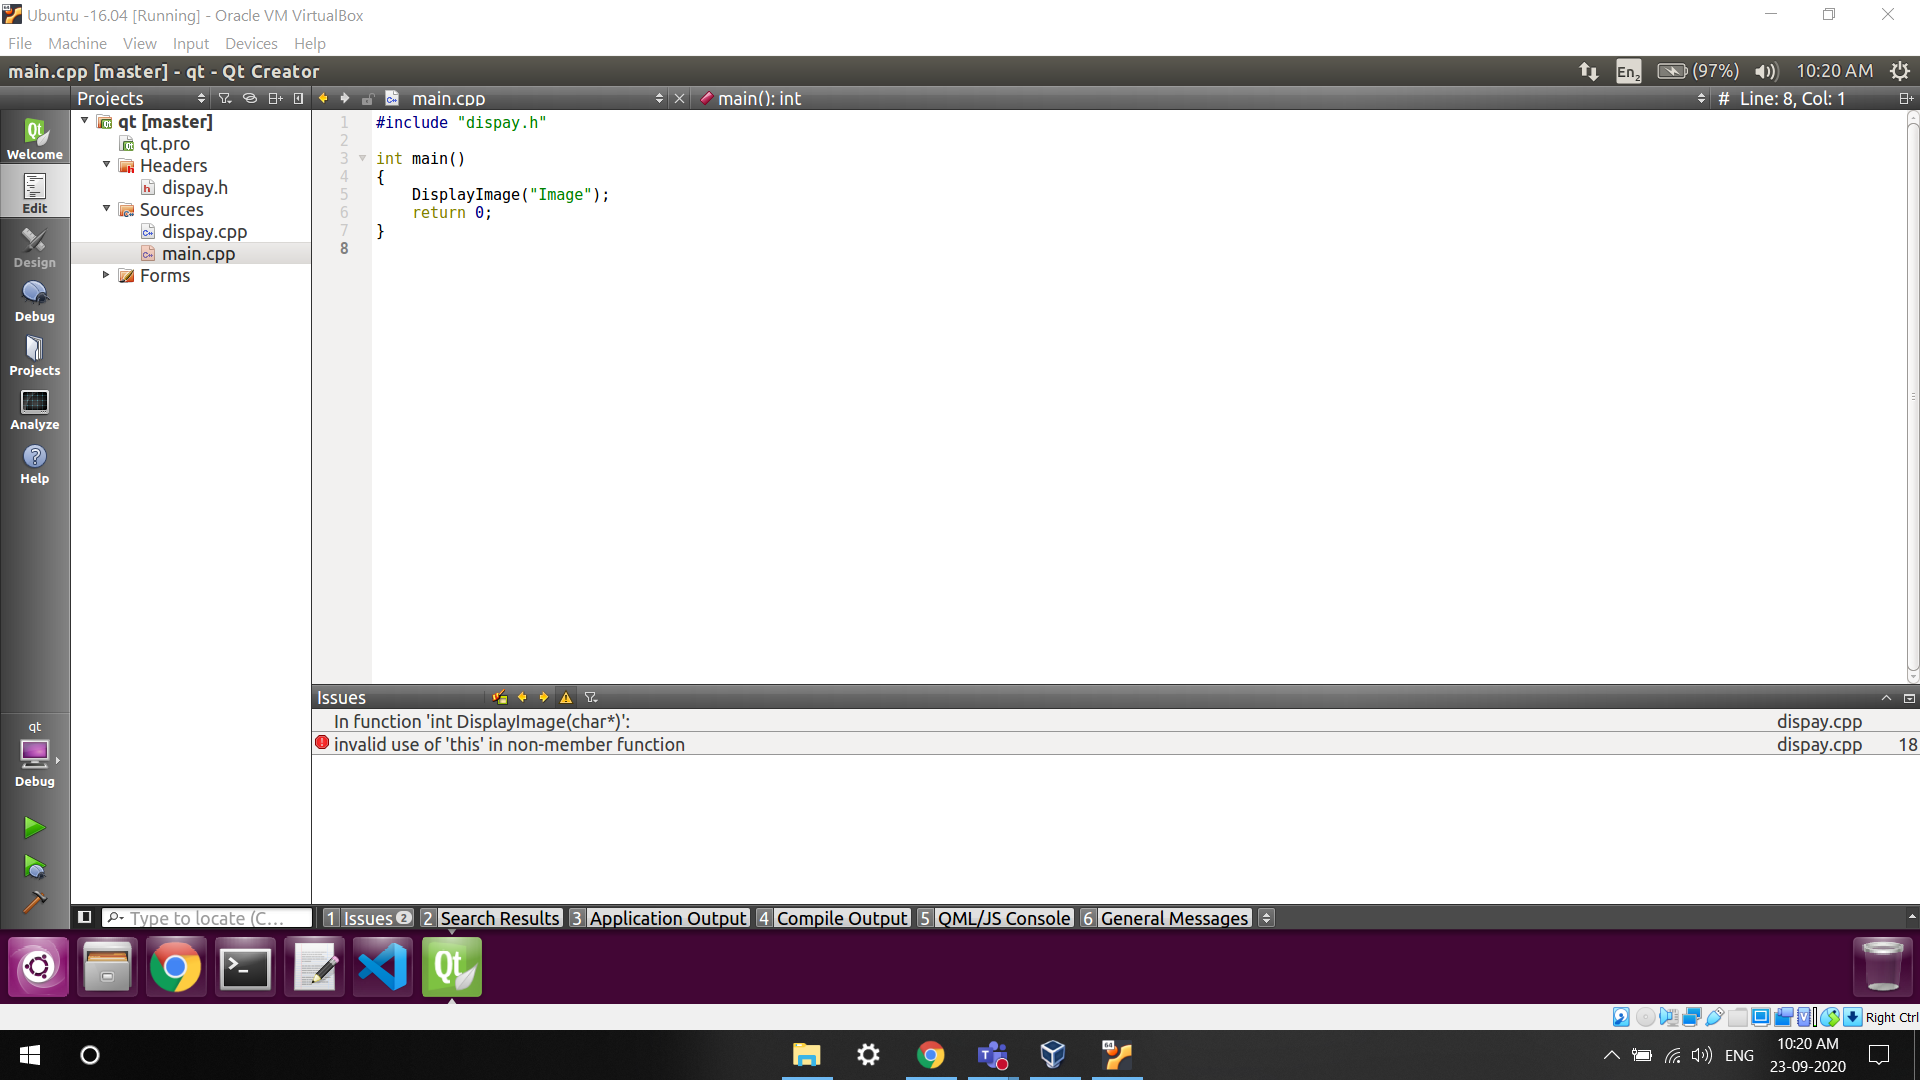 Ubuntu -16.04 [Running] - Oracle VM VirtualBox
File Machine View Input Devices Help
main.cpp [master] - qt - Qt Creator
En2 (97%) 10:20 AM
Projects main.cpp main(): int # Line: 8, Col: 1
Welcome
Edit
Design
Debug
Projects
Analyze
Help
qt
Debug
qt [master]
qt.pro
Headers
dispay.h
Sources
dispay.cpp
main.cpp
Forms
1 #include "dispay.h"
2
3 int main()
4 {
5 DisplayImage("Image");
6 return 0;
7 }
8
Issues
In function 'int DisplayImage(char*)': dispay.cpp
invalid use of 'this' in non-member function dispay.cpp 18
Type to locate (C... 1 Issues 2 2 Search Results 3 Application Output 4 Compile Output 5 QML/JS Console 6 General Messages
Qt
Right Ctrl
ENG
10:20 AM
23-09-2020